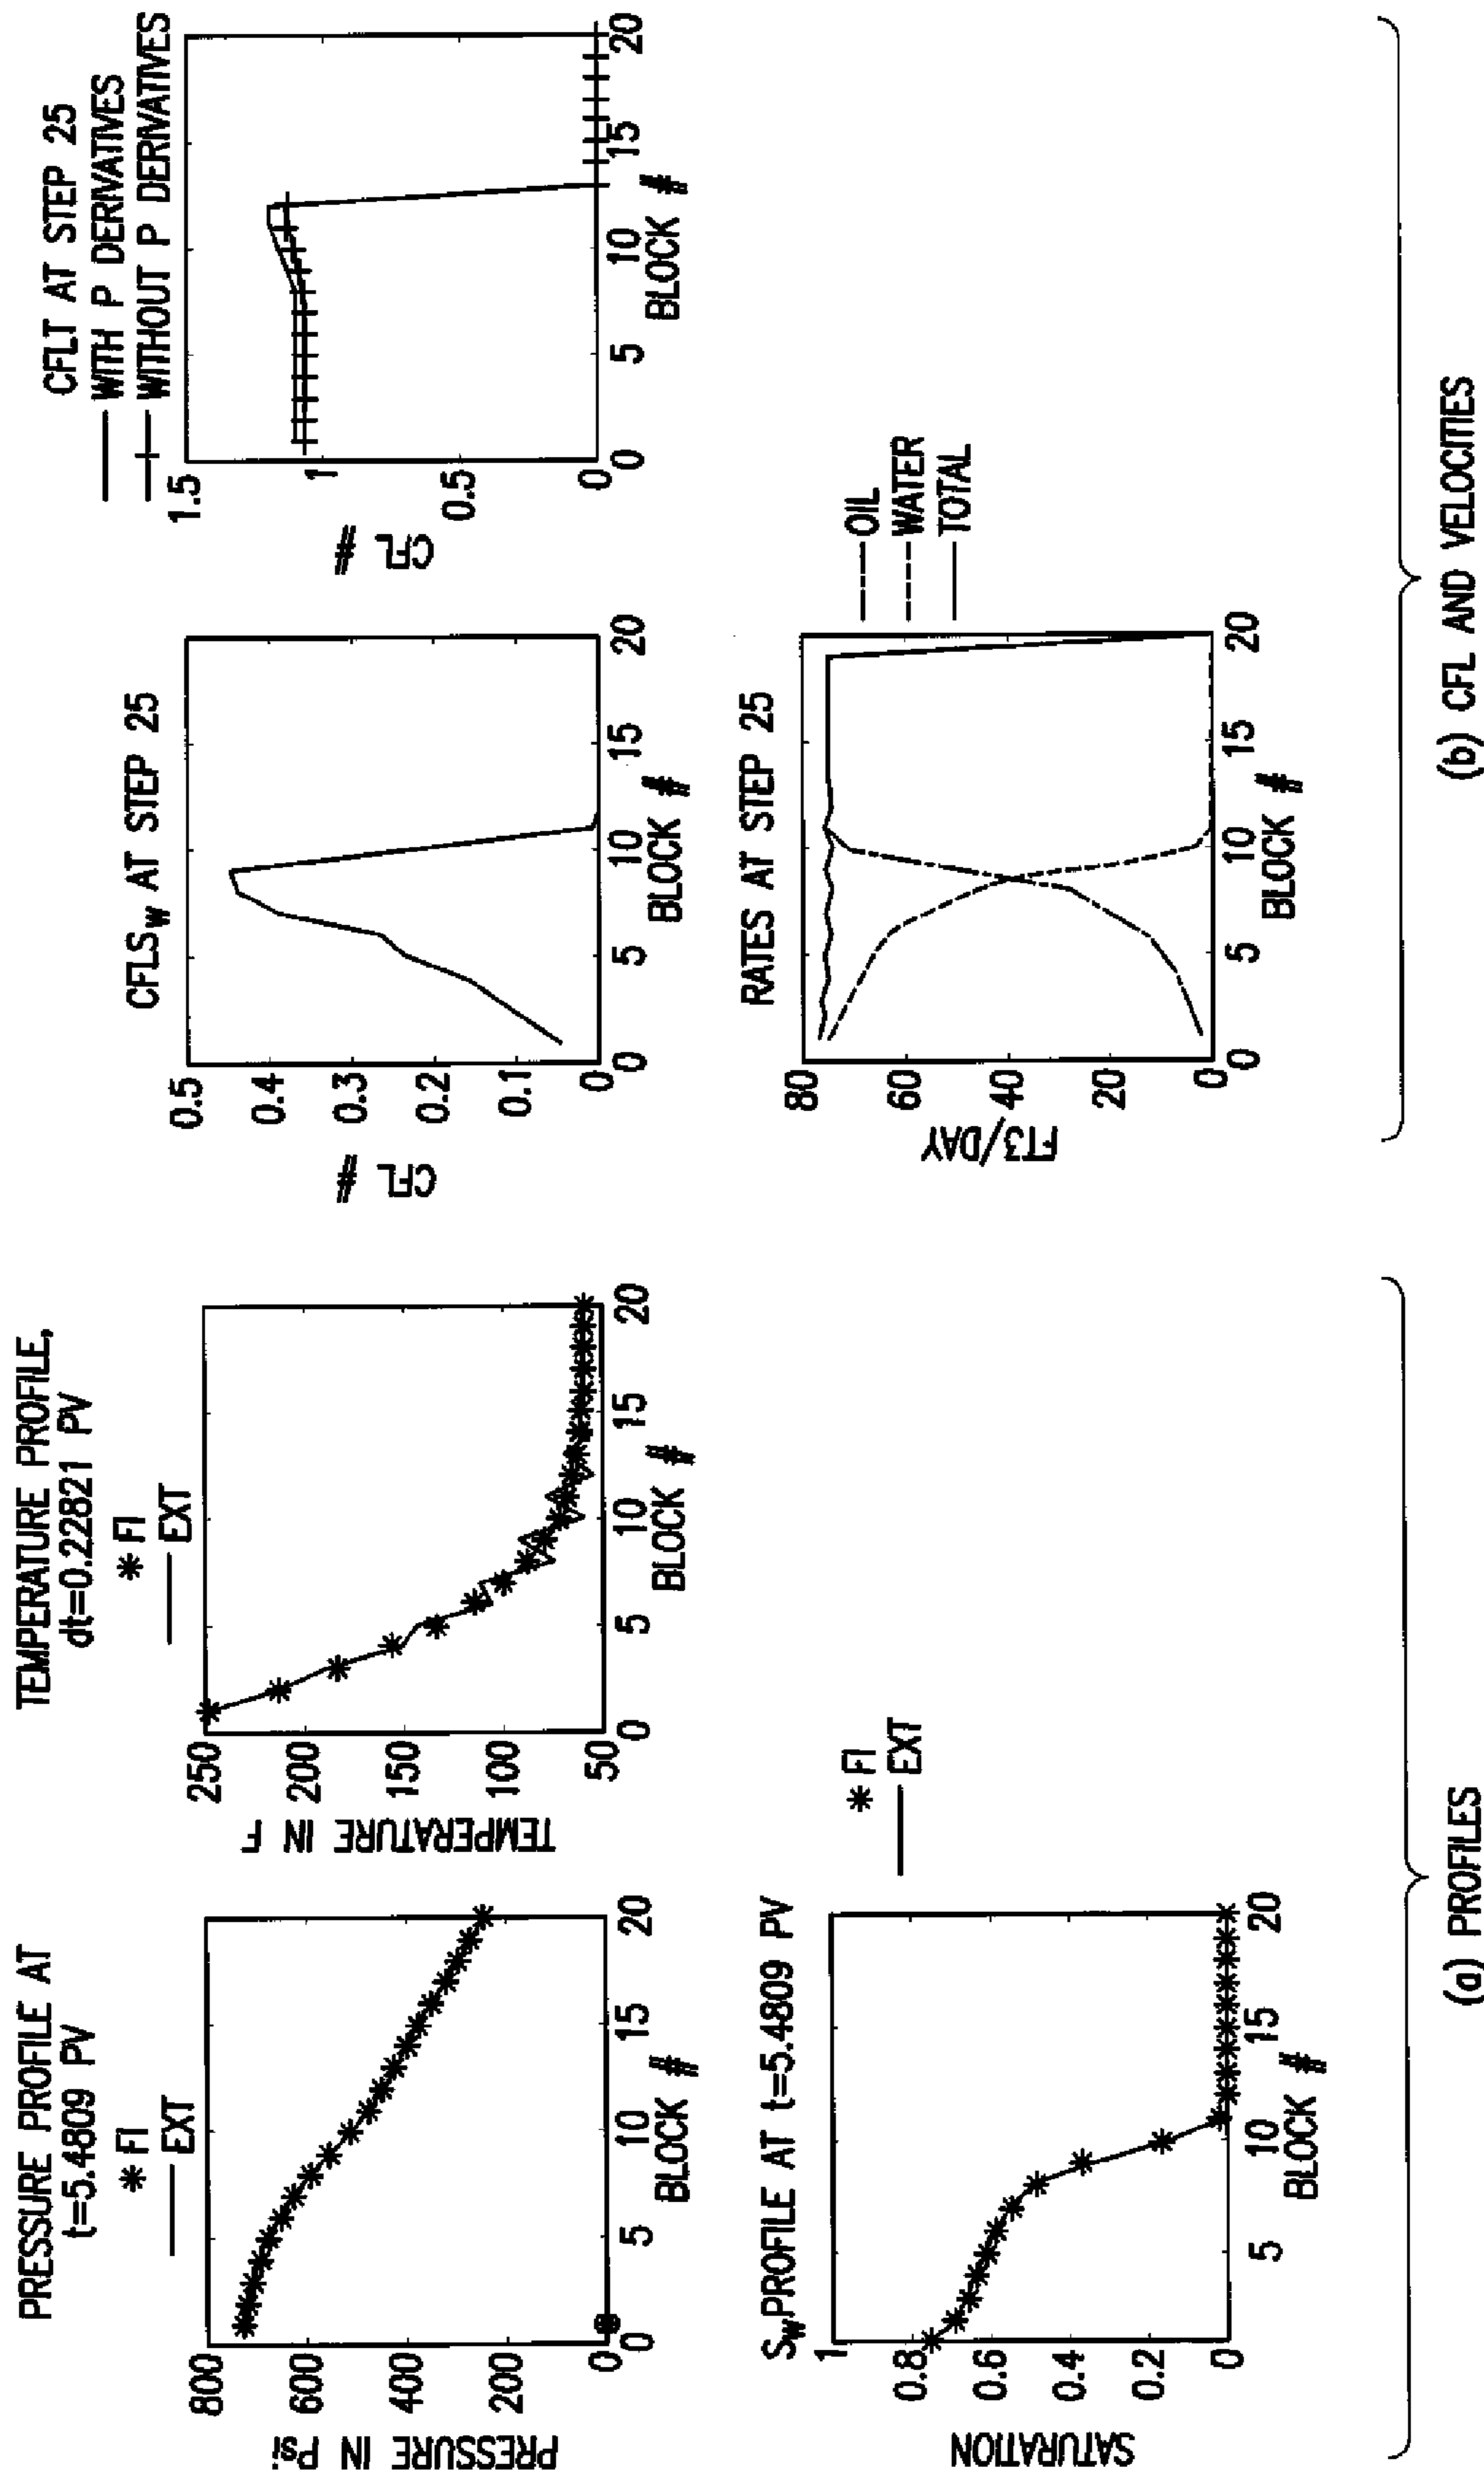 PRESSURE PROFILE AT
t=5.4809 PV
* FI
— EXT
PRESSURE IN Psi
800
600
400
200
0
0 5 10 15 20
BLOCK #
TEMPERATURE PROFILE,
dt=0.22821 PV
* FI
— EXT
TEMPERATURE IN F
250
200
150
100
50
0 5 10 15 20
BLOCK #
SwPROFILE AT t=5.4809 PV
* FI
— EXT
SATURATION
1
0.8
0.6
0.4
0.2
0
5 10 15 20
BLOCK #
(a) PROFILES
CFLSw AT STEP 25
CFL #
0.5
0.4
0.3
0.2
0.1
0
0 5 10 15 20
BLOCK #
CFLT AT STEP 25
WITH P DERIVATIVES
WITHOUT P DERIVATIVES
CFL #
1.5
1
0.5
0
0 5 10 15 20
BLOCK #
RATES AT STEP 25
OIL
WATER
TOTAL
FT3/DAY
80
60
40
20
0
0 5 10 15 20
BLOCK #
(b) CFL AND VELOCITIES